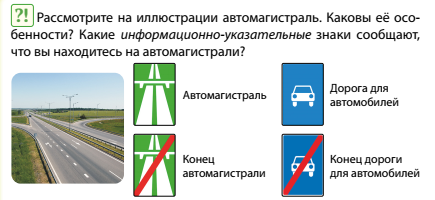 ?! Рассмотрите на иллюстрации автомагистраль. Каковы её осо-
бенности? Какие информационно-указательные знаки сообщают,
что вы находитесь на автомагистрали?
Автомагистраль
Дорога для
автомобилей
Конец
автомагистрали
Конец дороги
для автомобилей